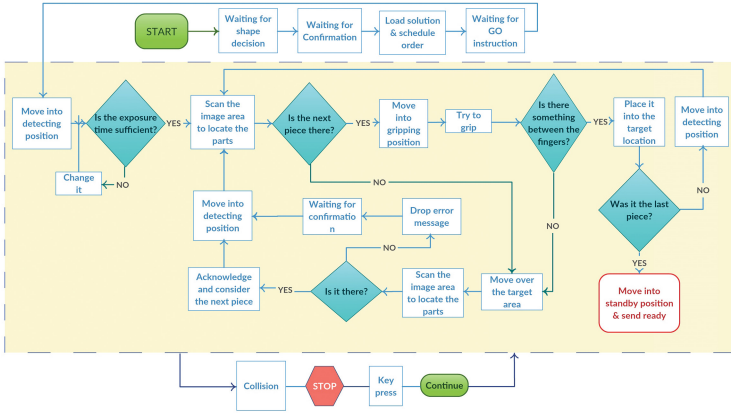 START
Waiting for
shape
decision
Waiting for
Confirmation
Load solution
& schedule
order
Waiting for
GO
instruction
Move into
detecting
position
Is the exposure
time sufficient?
YES
Scan the
image area
to locate the
parts
Is the next
piece there?
YES
Move
into
gripping
position
Try to
grip
Is there
something
between the
fingers?
YES
Place it
into the
target
location
Move into
detecting
position
Change
it
NO
NO
NO
NO
Was it the last
piece?
YES
Move into
standby position
& send ready
Move into
detecting
position
Waiting for
confirmatio
n
Drop error
message
NO
Acknowledge
and consider
the next piece
YES
Is it there?
Scan the
image area
to locate the
parts
Move over
the target
area
Collision
STOP
Key
press
Continue